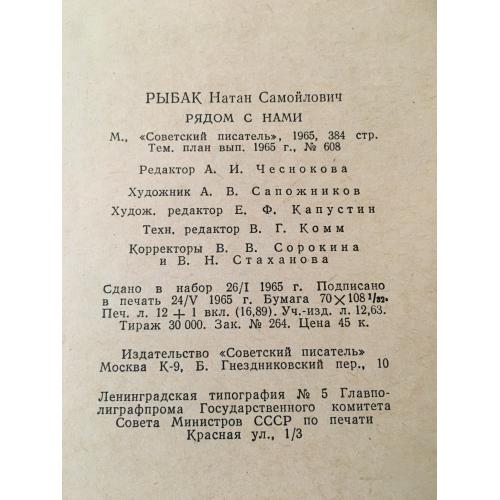 РЫБАК Натан Самойлович
РЯДОМ С НАМИ
М., «Советский писатель», 1965, 384 стр.
Тем. план вып. 1965 г., № 608
Редактор А. И. Чеснокова
Художник А. В. Сапожников
Худож. редактор Е. Ф. Капустин
Техн. редактор В. Г. Комм
Корректоры В. В. Сорокина
и В. Н. Стаханова
Сдано в набор 26/I 1965 г. Подписано
в печать 24/V 1965 г. Бумага 70×108 1/32.
Печ. л. 12 + 1 вкл. (16,89). Уч.-изд. л. 12,63.
Тираж 30 000. Зак. № 264. Цена 45 к.
Издательство «Советский писатель»
Москва К-9, Б. Гнездниковский пер., 10
Ленинградская типография № 5 Главпо-
лиграфпрома Государственного комитета
Совета Министров СССР по печати
Красная ул., 1/3